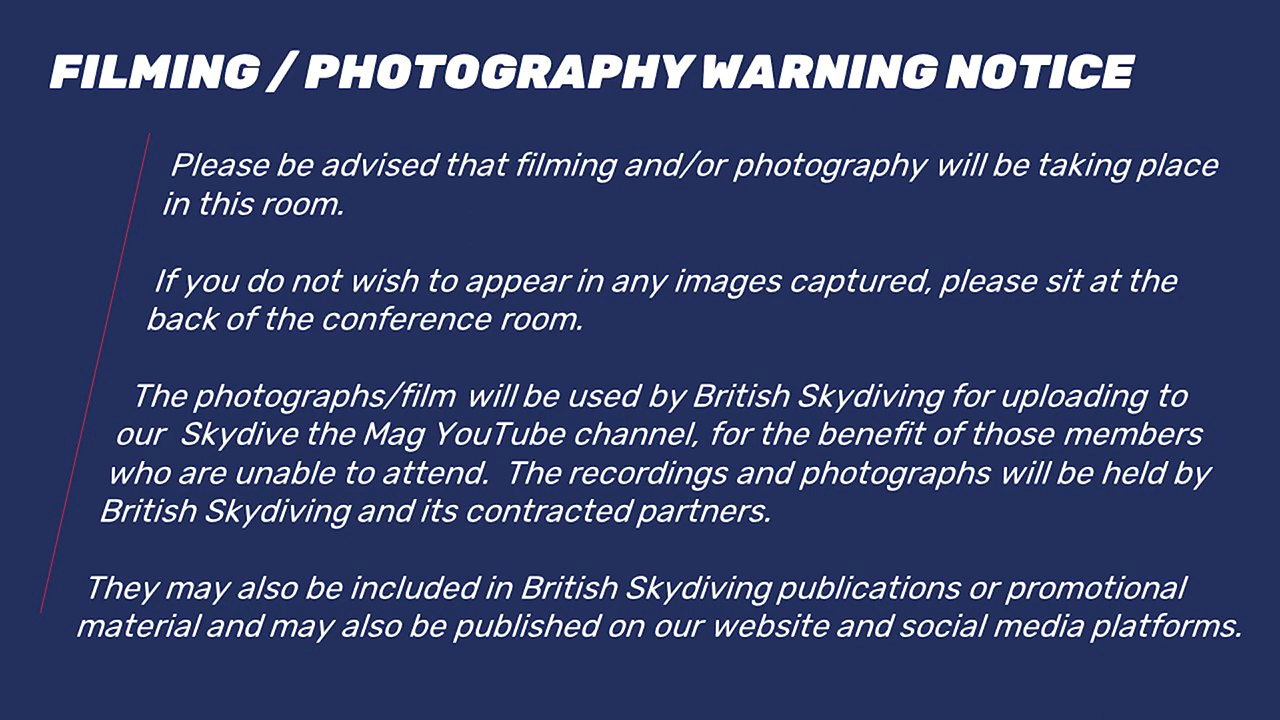 FILMING / PHOTOGRAPHY WARNING NOTICE
Please be advised that filming and/or photography will be taking place
in this room.
If you do not wish to appear in any images captured, please sit at the
back of the conference room.
The photographs/film will be used by British Skydiving for uploading to
our Skydive the Mag YouTube channel, for the benefit of those members
who are unable to attend. The recordings and photographs will be held by
British Skydiving and its contracted partners.
They may also be included in British Skydiving publications or promotional
material and may also be published on our website and social media platforms.